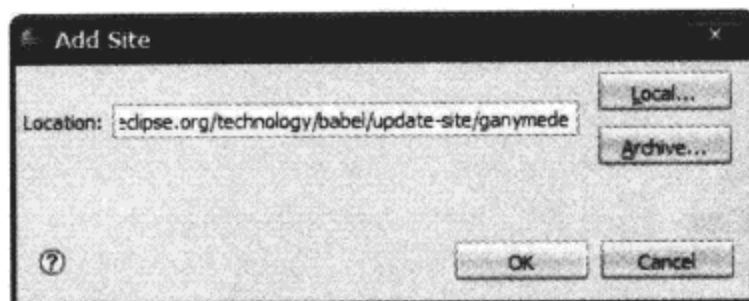 Add Site
Local...
Location: eclipse.org/technology/babel/update-site/ganymede
Archive...
OK
Cancel